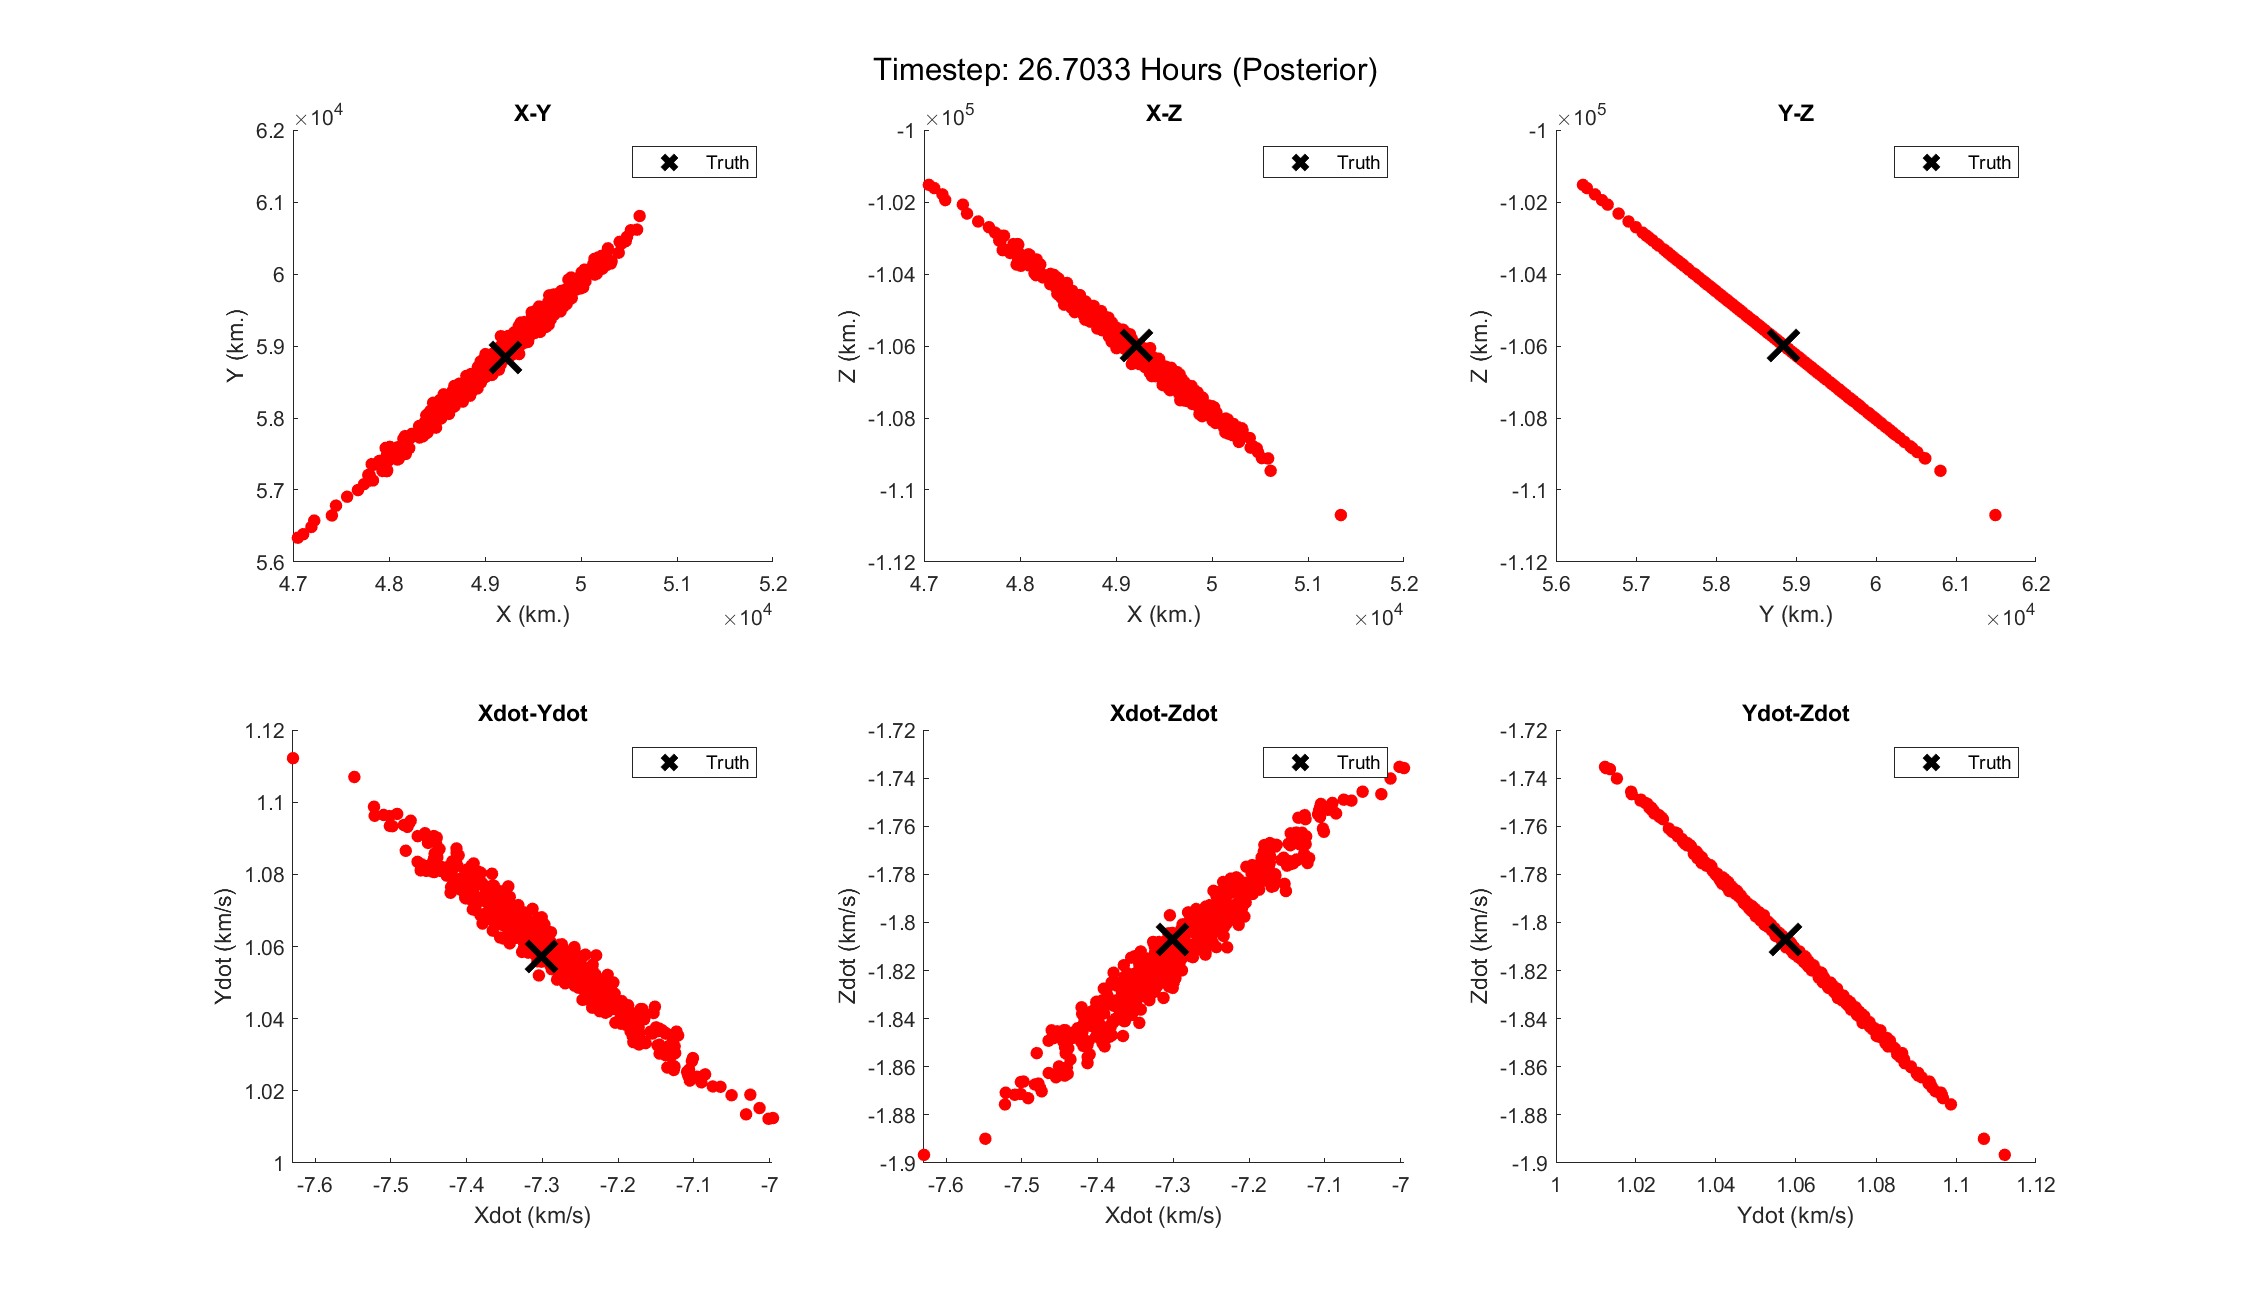 Timestep: 26.7033 Hours (Posterior)
X-Y
×10^4
6.2
6.1
6
5.9
5.8
5.7
5.6
Y (km.)
4.7 4.8 4.9 5 5.1 5.2
X (km.)
×10^4
Truth
X-Z
×10^5
-1
-1.02
-1.04
-1.06
-1.08
-1.1
-1.12
Z (km.)
4.7 4.8 4.9 5 5.1 5.2
X (km.)
×10^4
Truth
Y-Z
×10^5
-1
-1.02
-1.04
-1.06
-1.08
-1.1
-1.12
Z (km.)
5.6 5.7 5.8 5.9 6 6.1 6.2
Y (km.)
×10^4
Truth
Xdot-Ydot
1.12
1.1
1.08
1.06
1.04
1.02
1
Ydot (km/s)
-7.6 -7.5 -7.4 -7.3 -7.2 -7.1 -7
Xdot (km/s)
Truth
Xdot-Zdot
-1.72
-1.74
-1.76
-1.78
-1.8
-1.82
-1.84
-1.86
-1.88
-1.9
Zdot (km/s)
-7.6 -7.5 -7.4 -7.3 -7.2 -7.1 -7
Xdot (km/s)
Truth
Ydot-Zdot
-1.72
-1.74
-1.76
-1.78
-1.8
-1.82
-1.84
-1.86
-1.88
-1.9
Zdot (km/s)
1 1.02 1.04 1.06 1.08 1.1 1.12
Ydot (km/s)
Truth